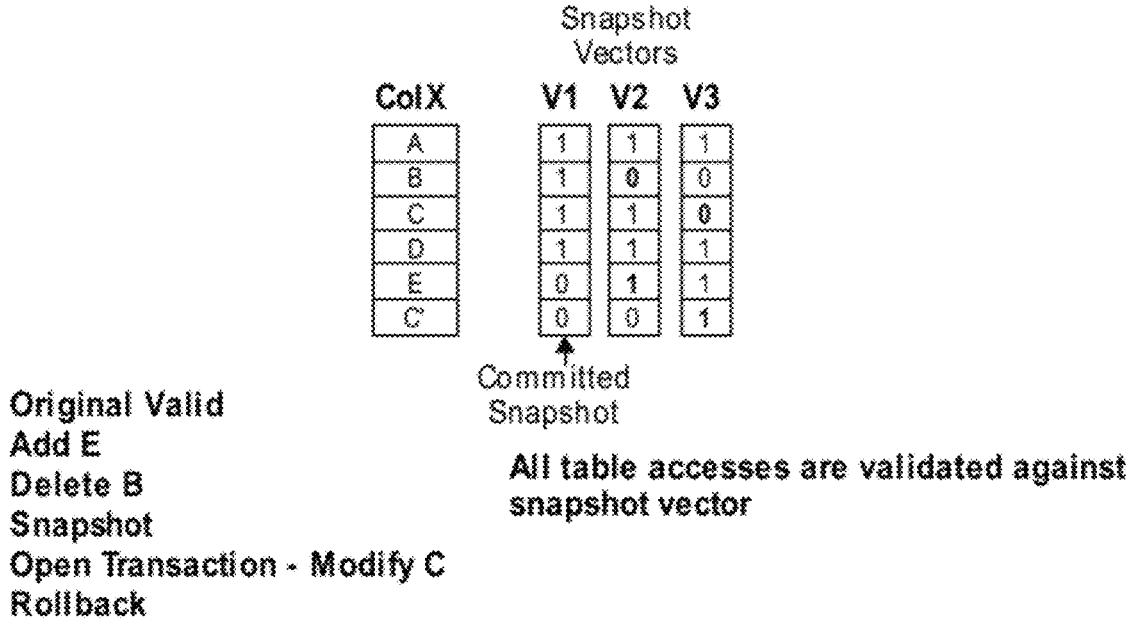 Snapshot
Vectors
ColX V1 V2 V3
A 1 1 1
B 1 0 0
C 1 1 0
D 1 1 1
E 0 1 1
C' 0 0 1
Committed
Snapshot
Original Valid
Add E
Delete B
Snapshot
Open Transaction - Modify C
Rollback
All table accesses are validated against
snapshot vector